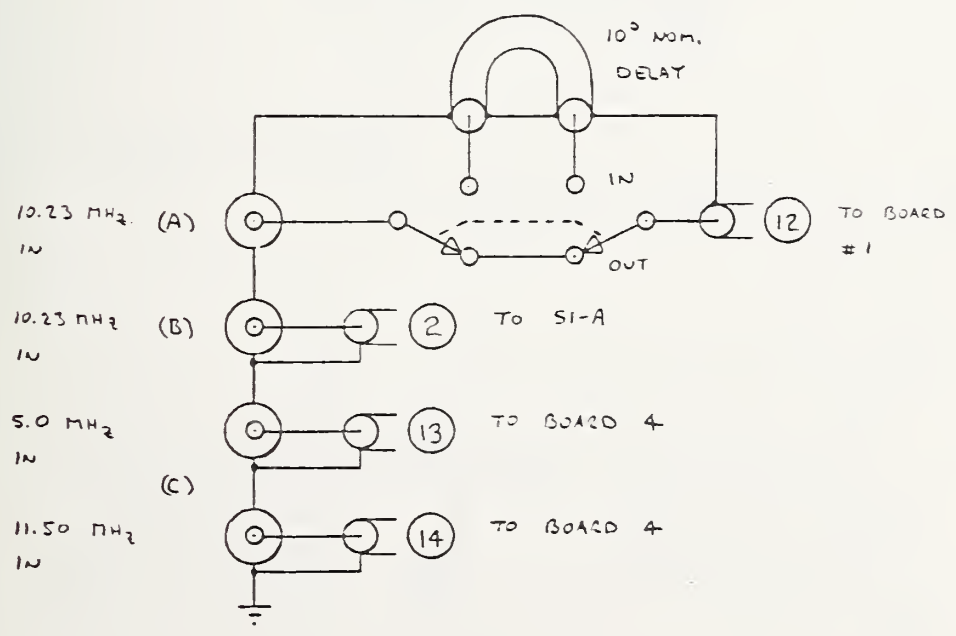 10° NOM.
DELAY
IN
10.23 MHz.
IN
(A)
12
TO BOARD
#1
OUT
10.23 MHz
IN
(B)
2
TO S1-A
5.0 MHz
IN
13
TO BOARD 4
(C)
11.50 MHz
IN
14
TO BOARD 4